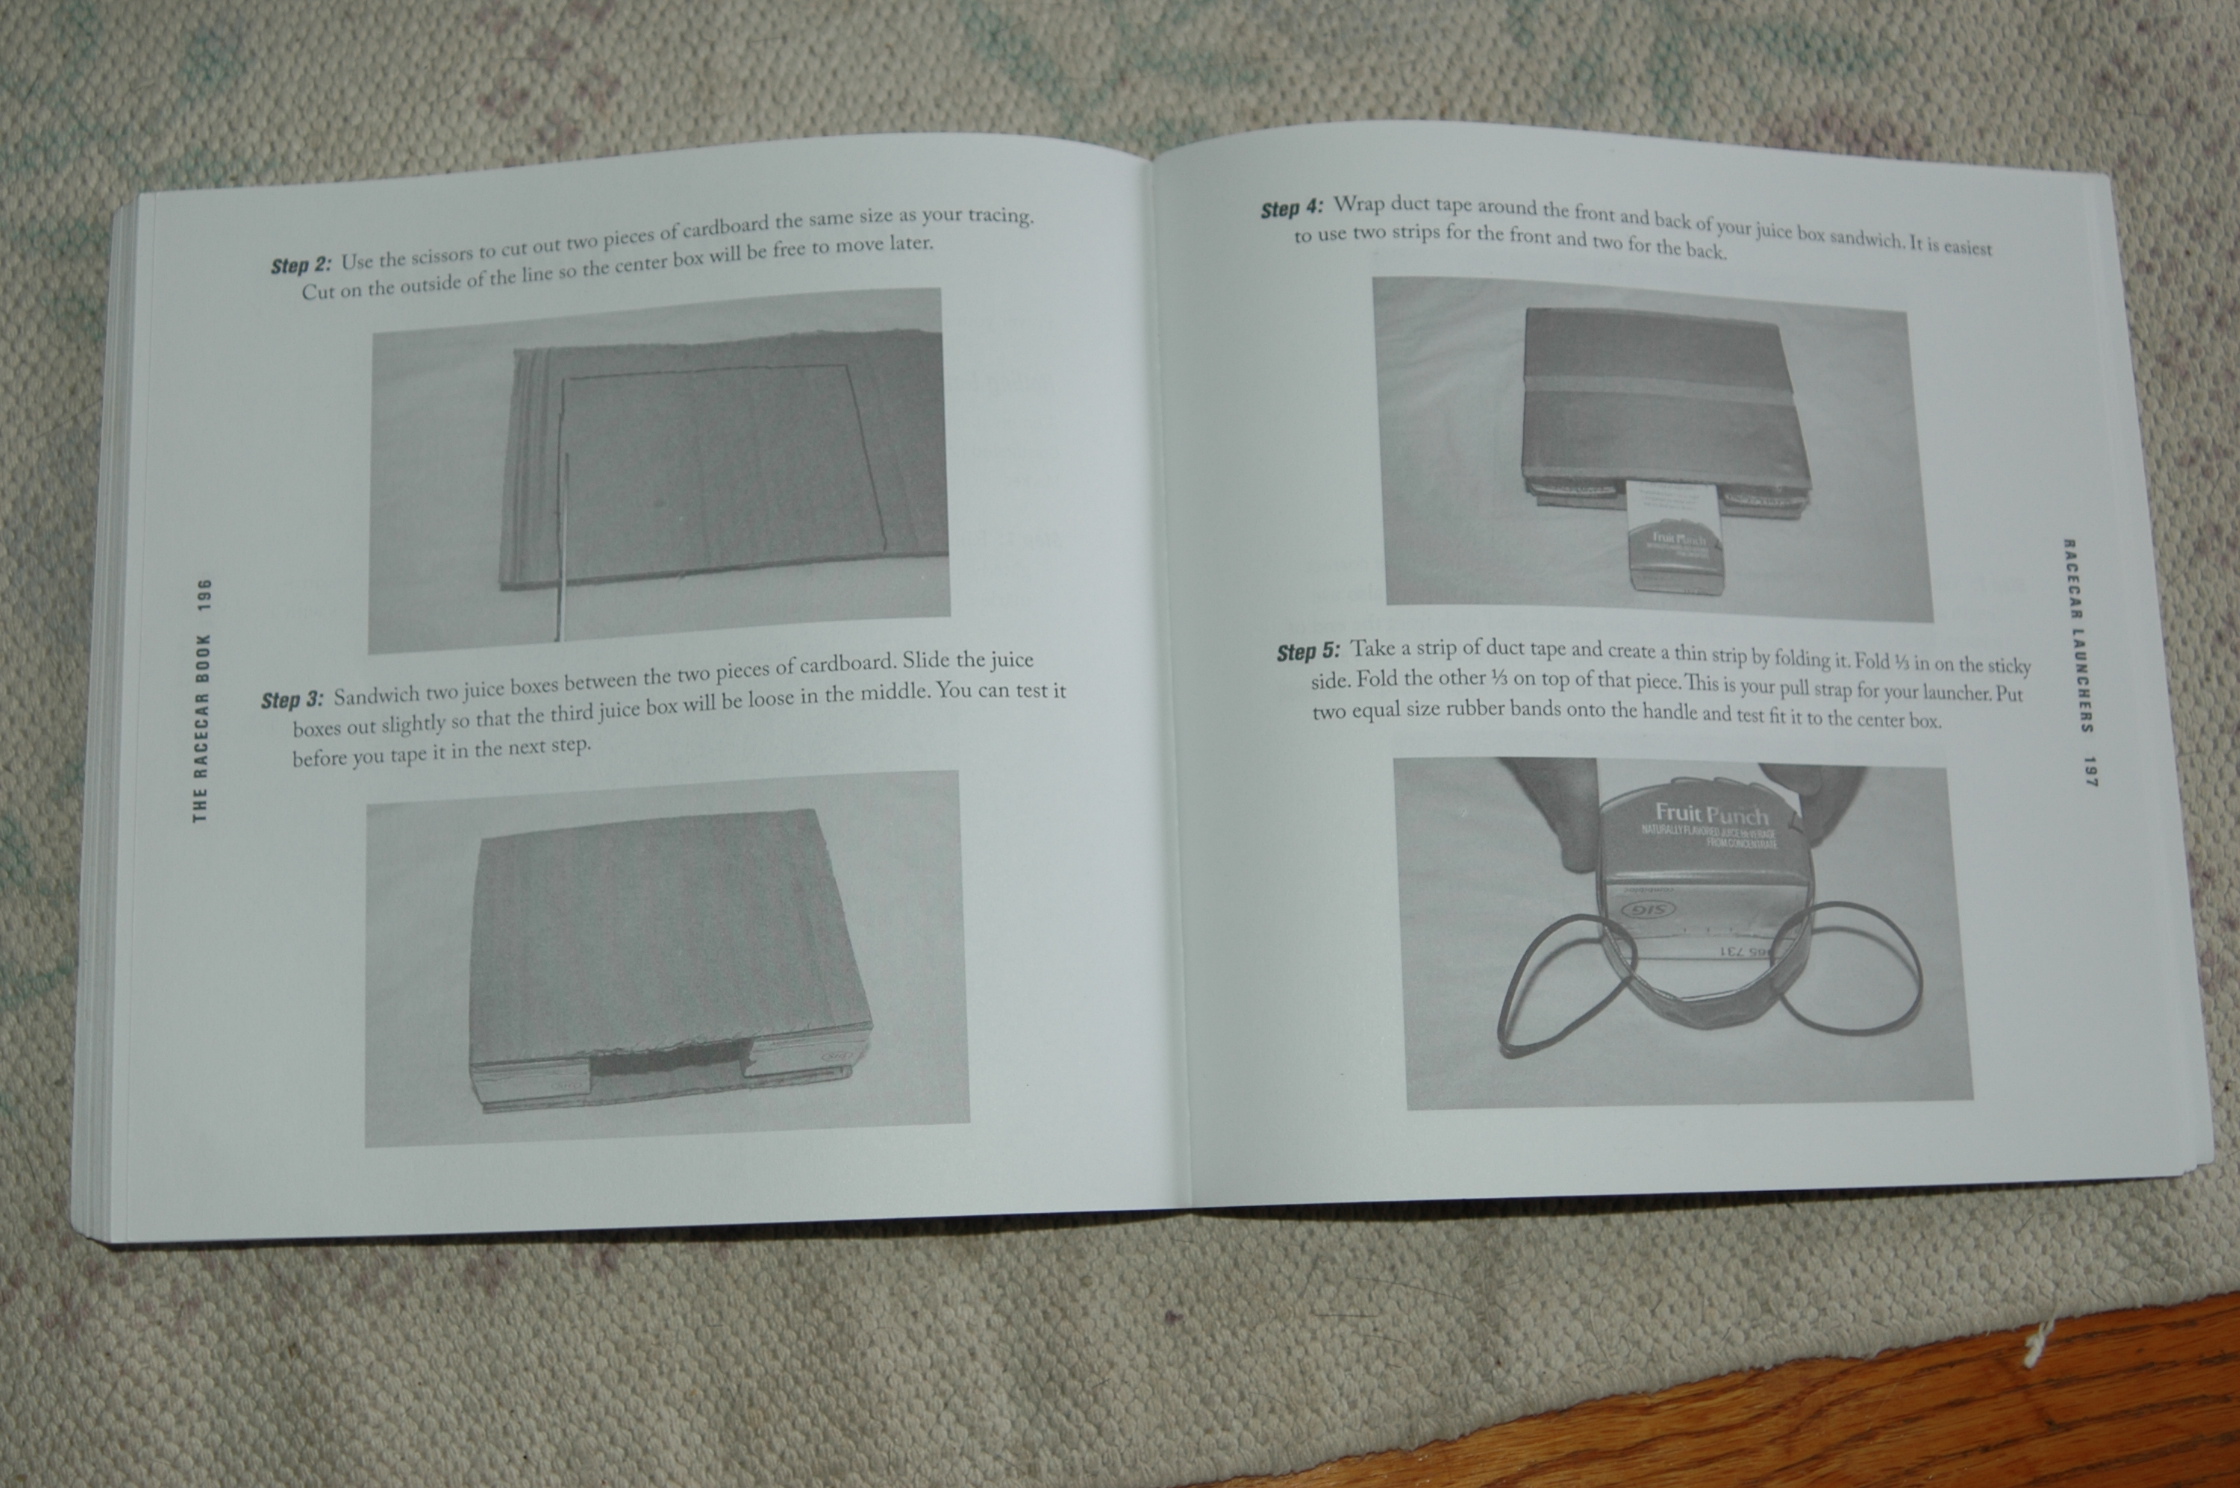 Step 2: Use the scissors to cut out two pieces of cardboard the same size as your tracing.
Cut on the outside of the line so the center box will be free to move later.
Step 3: Sandwich two juice boxes between the two pieces of cardboard. Slide the juice
boxes out slightly so that the third juice box will be loose in the middle. You can test it
before you tape it in the next step.
THE RACECAR BOOK 196
Step 4: Wrap duct tape around the front and back of your juice box sandwich. It is easiest
to use two strips for the front and two for the back.
Fruit Punch
Step 5: Take a strip of duct tape and create a thin strip by folding it. Fold ⅓ in on the sticky
side. Fold the other ⅓ on top of that piece. This is your pull strap for your launcher. Put
two equal size rubber bands onto the handle and test fit it to the center box.
Fruit Punch
NATURALLY FLAVORED JUICE BEVERAGE
FROM CONCENTRATE
SIG
731
RACECAR LAUNCHERS 197